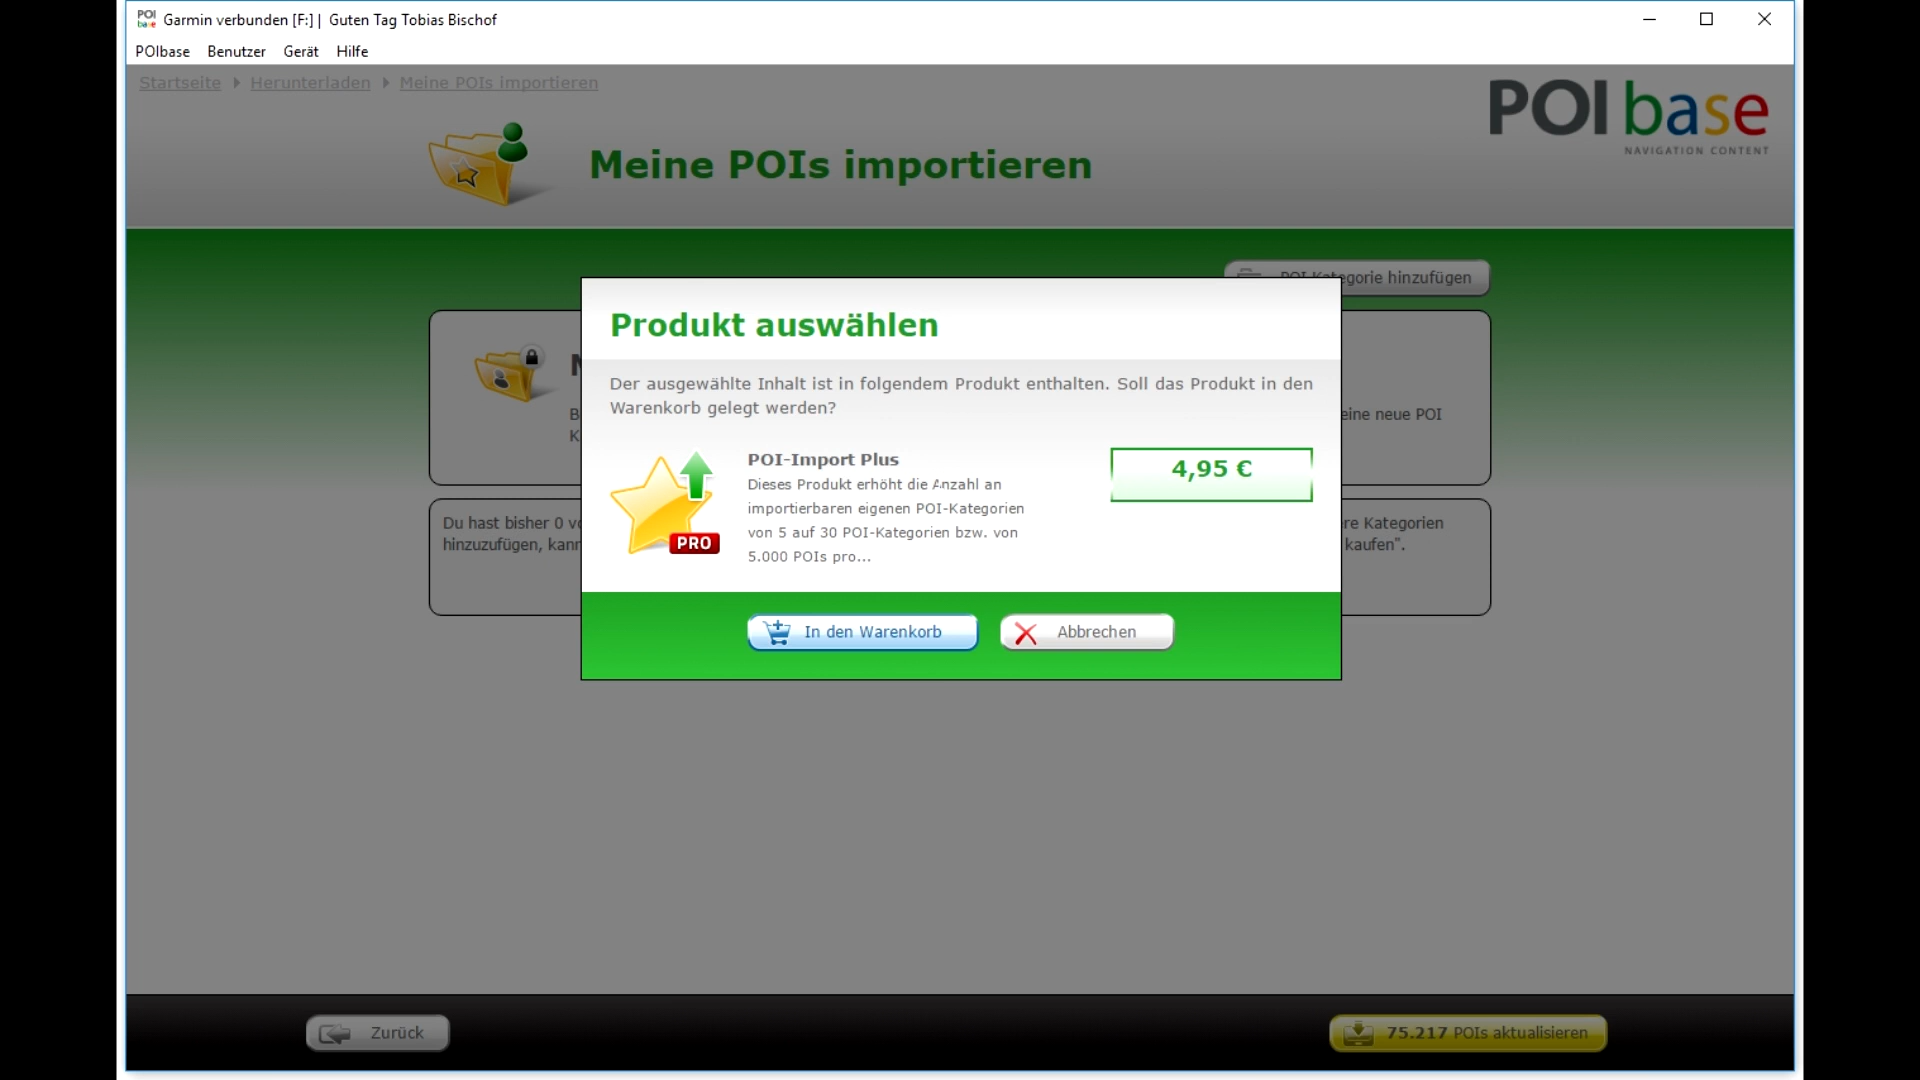 POI
base
Garmin verbunden [F:] | Guten Tag Tobias Bischof
POIbase Benutzer Gerät Hilfe
Startseite Herunterladen Meine POIs importieren
POIbase
NAVIGATION CONTENT
Meine POIs importieren
POI Kategorie hinzufügen
Produkt auswählen
Der ausgewählte Inhalt ist in folgendem Produkt enthalten. Soll das Produkt in den
Warenkorb gelegt werden?
eine neue POI
POI-Import Plus
4,95 €
Dieses Produkt erhöht die Anzahl an
importierbaren eigenen POI-Kategorien
von 5 auf 30 POI-Kategorien bzw. von
5.000 POIs pro...
PRO
Du hast bisher 0
re Kategorien
hinzuzufügen,
kaufen".
In den Warenkorb
Abbrechen
Zurück
75.217 POIs aktualisieren